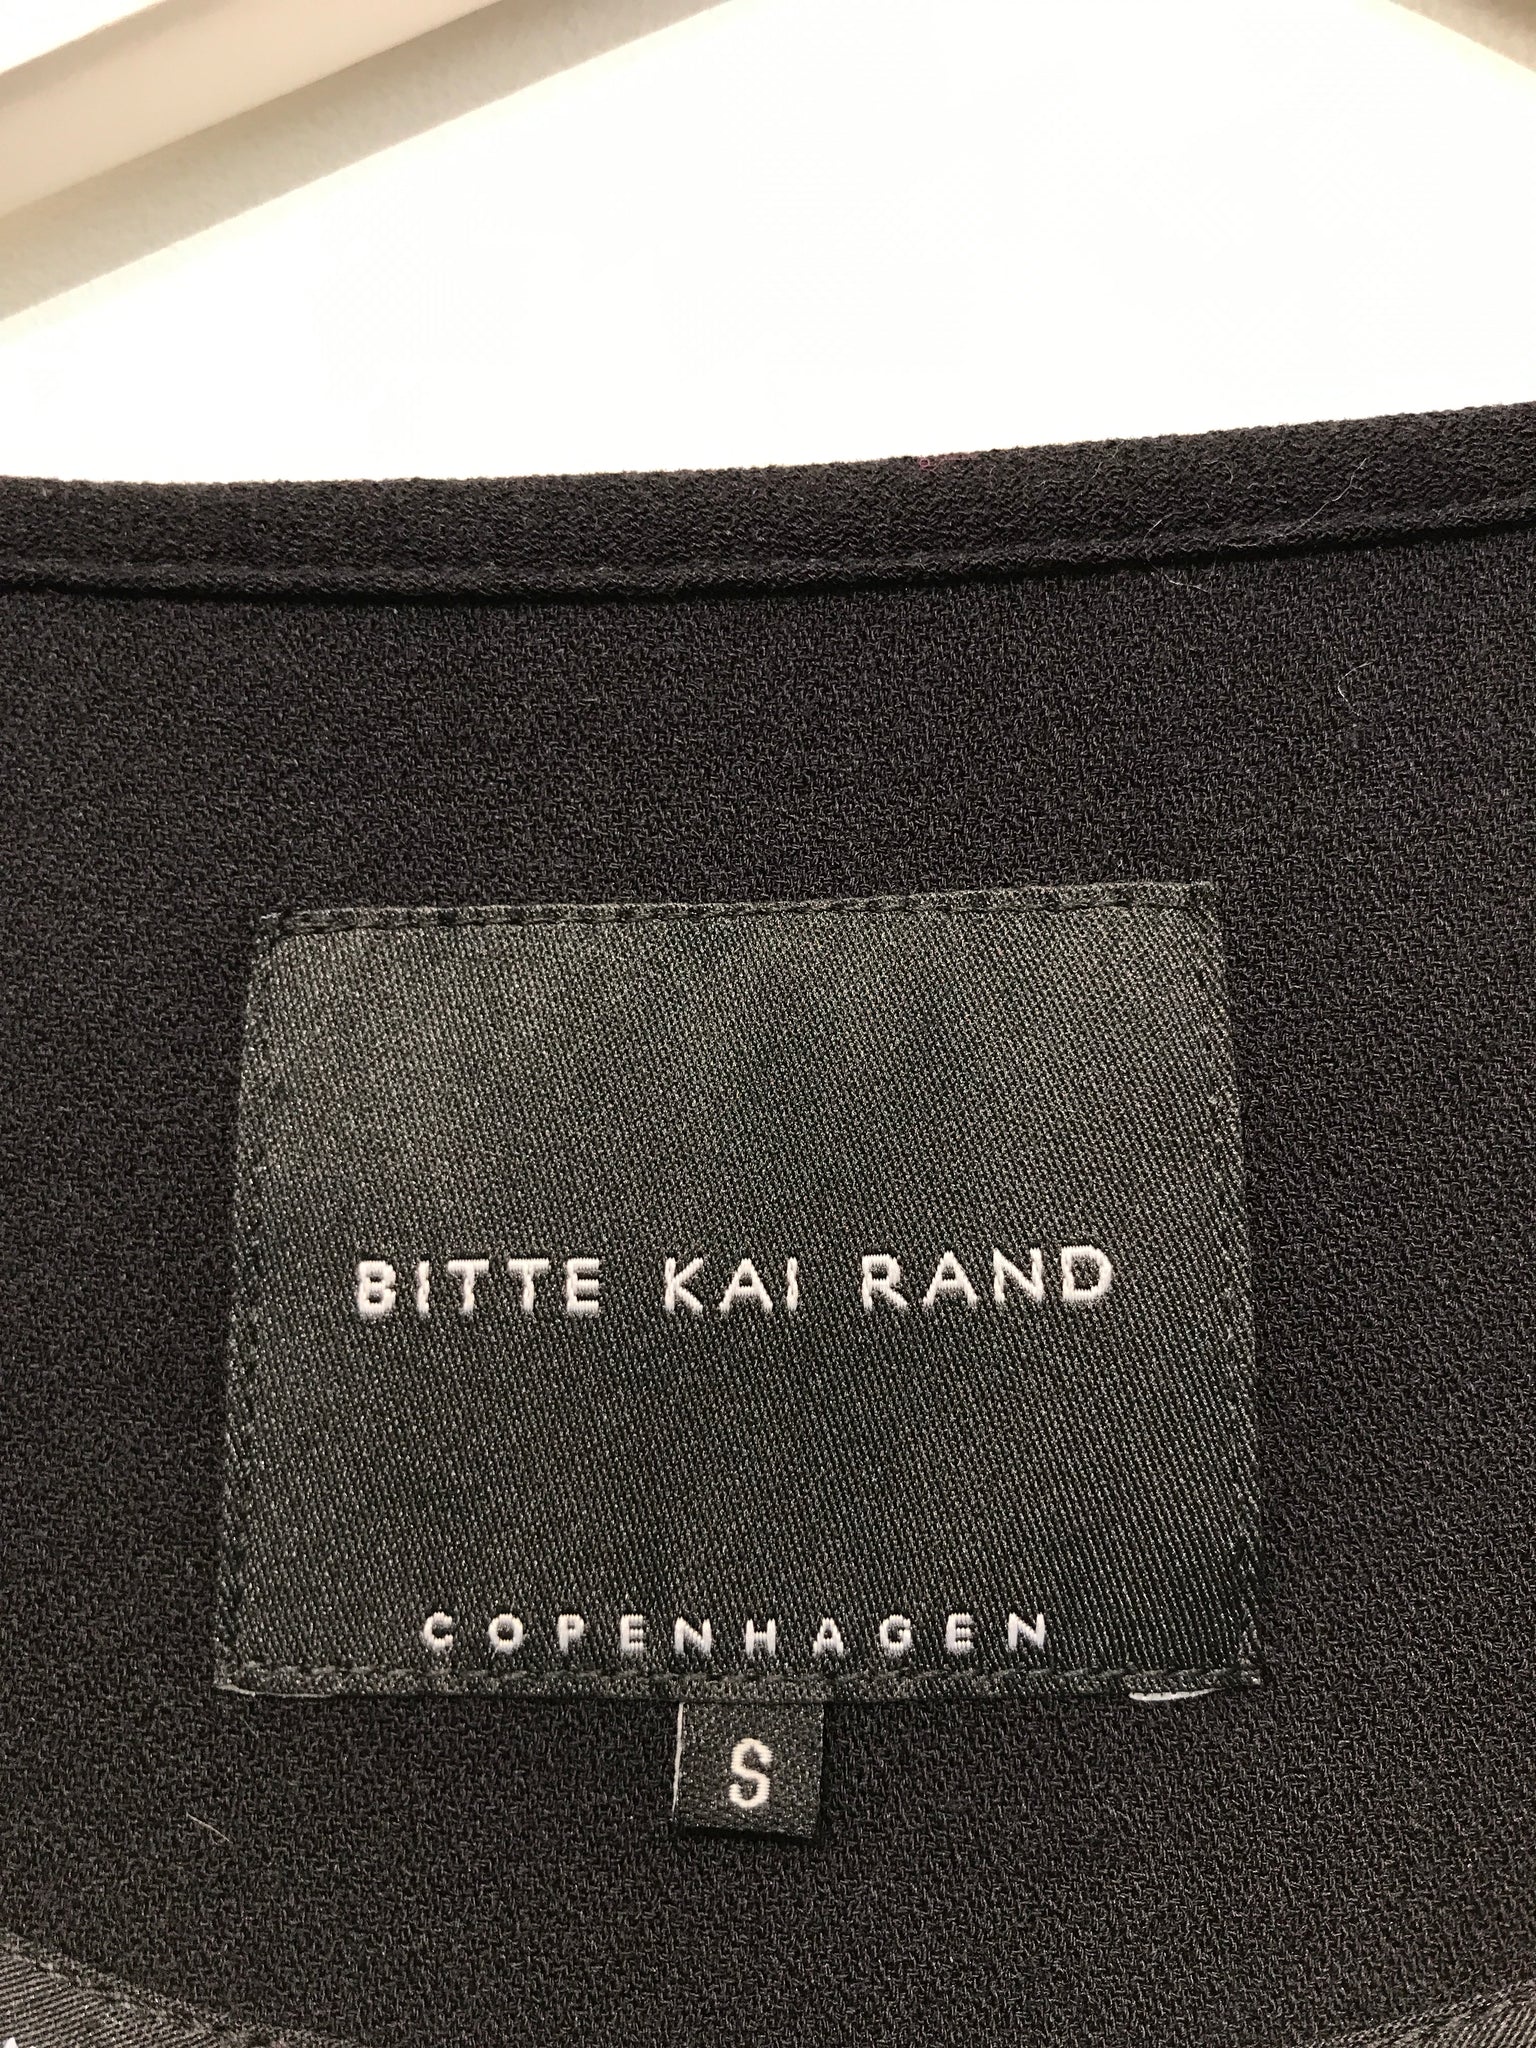 BITTE KAI RAND
COPENHAGEN
S